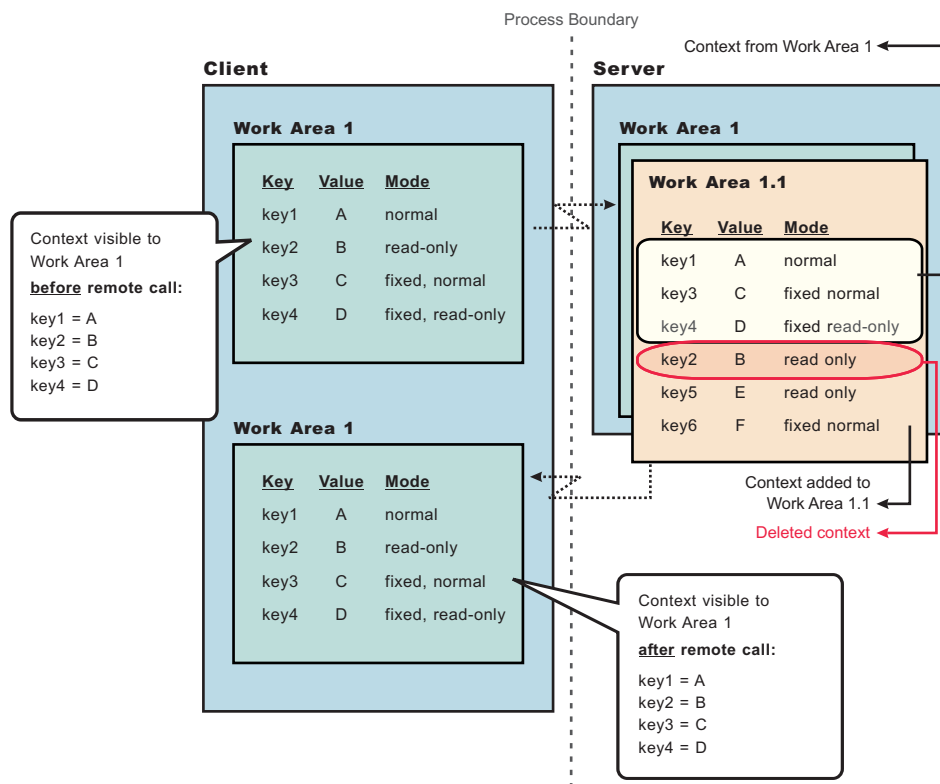 Process Boundary
Context from Work Area 1
Client
Server
Work Area 1
Key Value Mode
key1 A normal
key2 B read-only
key3 C fixed, normal
key4 D fixed, read-only
Context visible to
Work Area 1
before remote call:
key1 = A
key2 = B
key3 = C
key4 = D
Work Area 1
Work Area 1.1
Key Value Mode
key1 A normal
key3 C fixed normal
key4 D fixed read-only
key2 B read only
key5 E read only
key6 F fixed normal
Context added to
Work Area 1.1
Deleted context
Work Area 1
Key Value Mode
key1 A normal
key2 B read-only
key3 C fixed, normal
key4 D fixed, read-only
Context visible to
Work Area 1
after remote call:
key1 = A
key2 = B
key3 = C
key4 = D